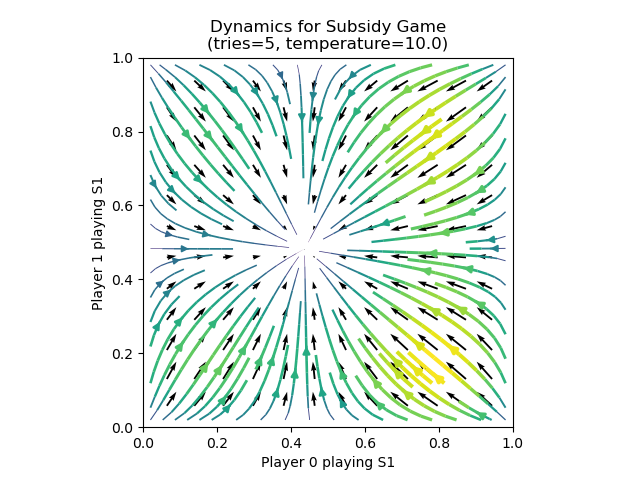 Dynamics for Subsidy Game
(tries=5, temperature=10.0)
1.0
0.8
0.6
0.4
0.2
0.0
Player 1 playing S1
0.0 0.2 0.4 0.6 0.8 1.0
Player 0 playing S1